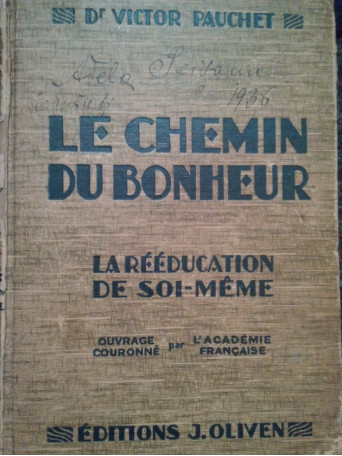 Dr VICTOR PAUCHET
1936
LE CHEMIN
DU BONHEUR
LA RÉÉDUCATION
DE SOI-MÊME
OUVRAGE COURONNÉ par L'ACADÉMIE FRANÇAISE
ÉDITIONS J. OLIVEN